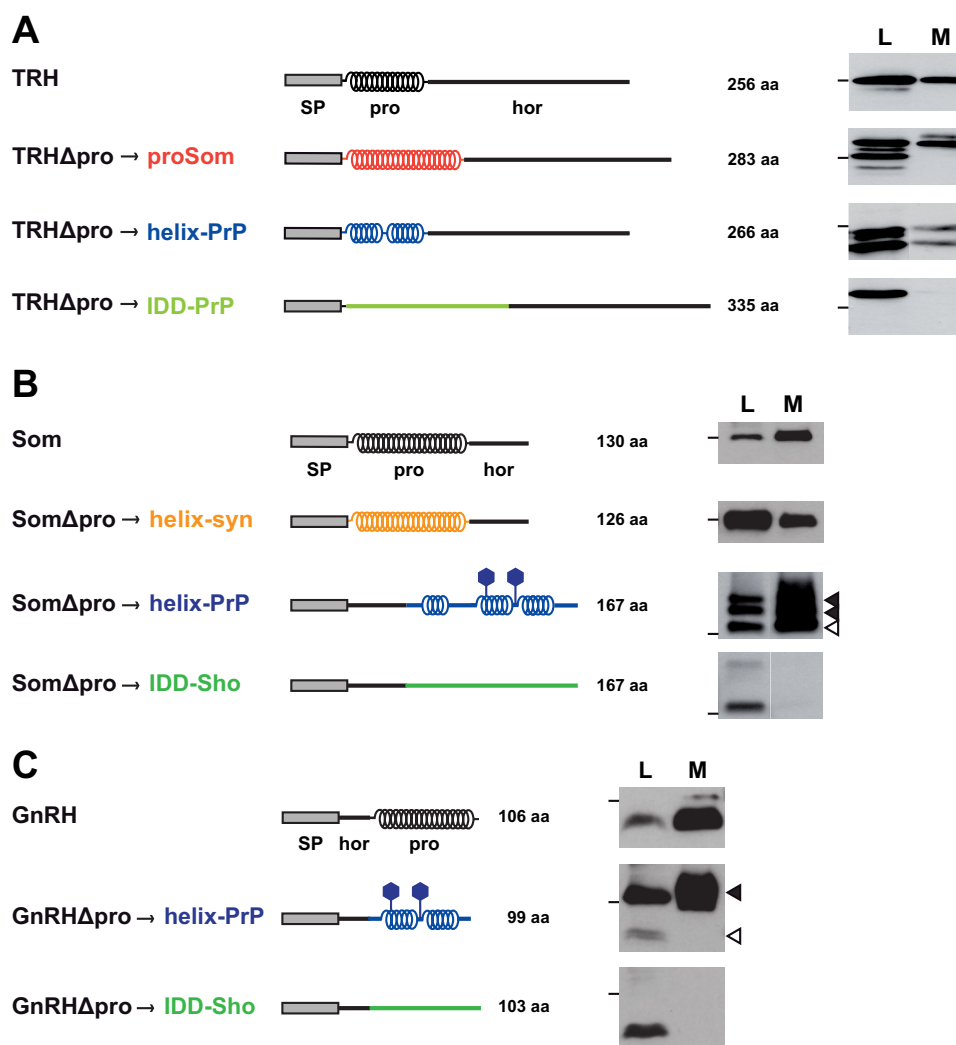 A
L M
TRH 256 aa
SP pro hor
TRHΔpro → proSom 283 aa
TRHΔpro → helix-PrP 266 aa
TRHΔpro → IDD-PrP 335 aa
B
L M
Som 130 aa
SP pro hor
SomΔpro → helix-syn 126 aa
SomΔpro → helix-PrP 167 aa
SomΔpro → IDD-Sho 167 aa
C
L M
GnRH 106 aa
SP hor pro
GnRHΔpro → helix-PrP 99 aa
GnRHΔpro → IDD-Sho 103 aa